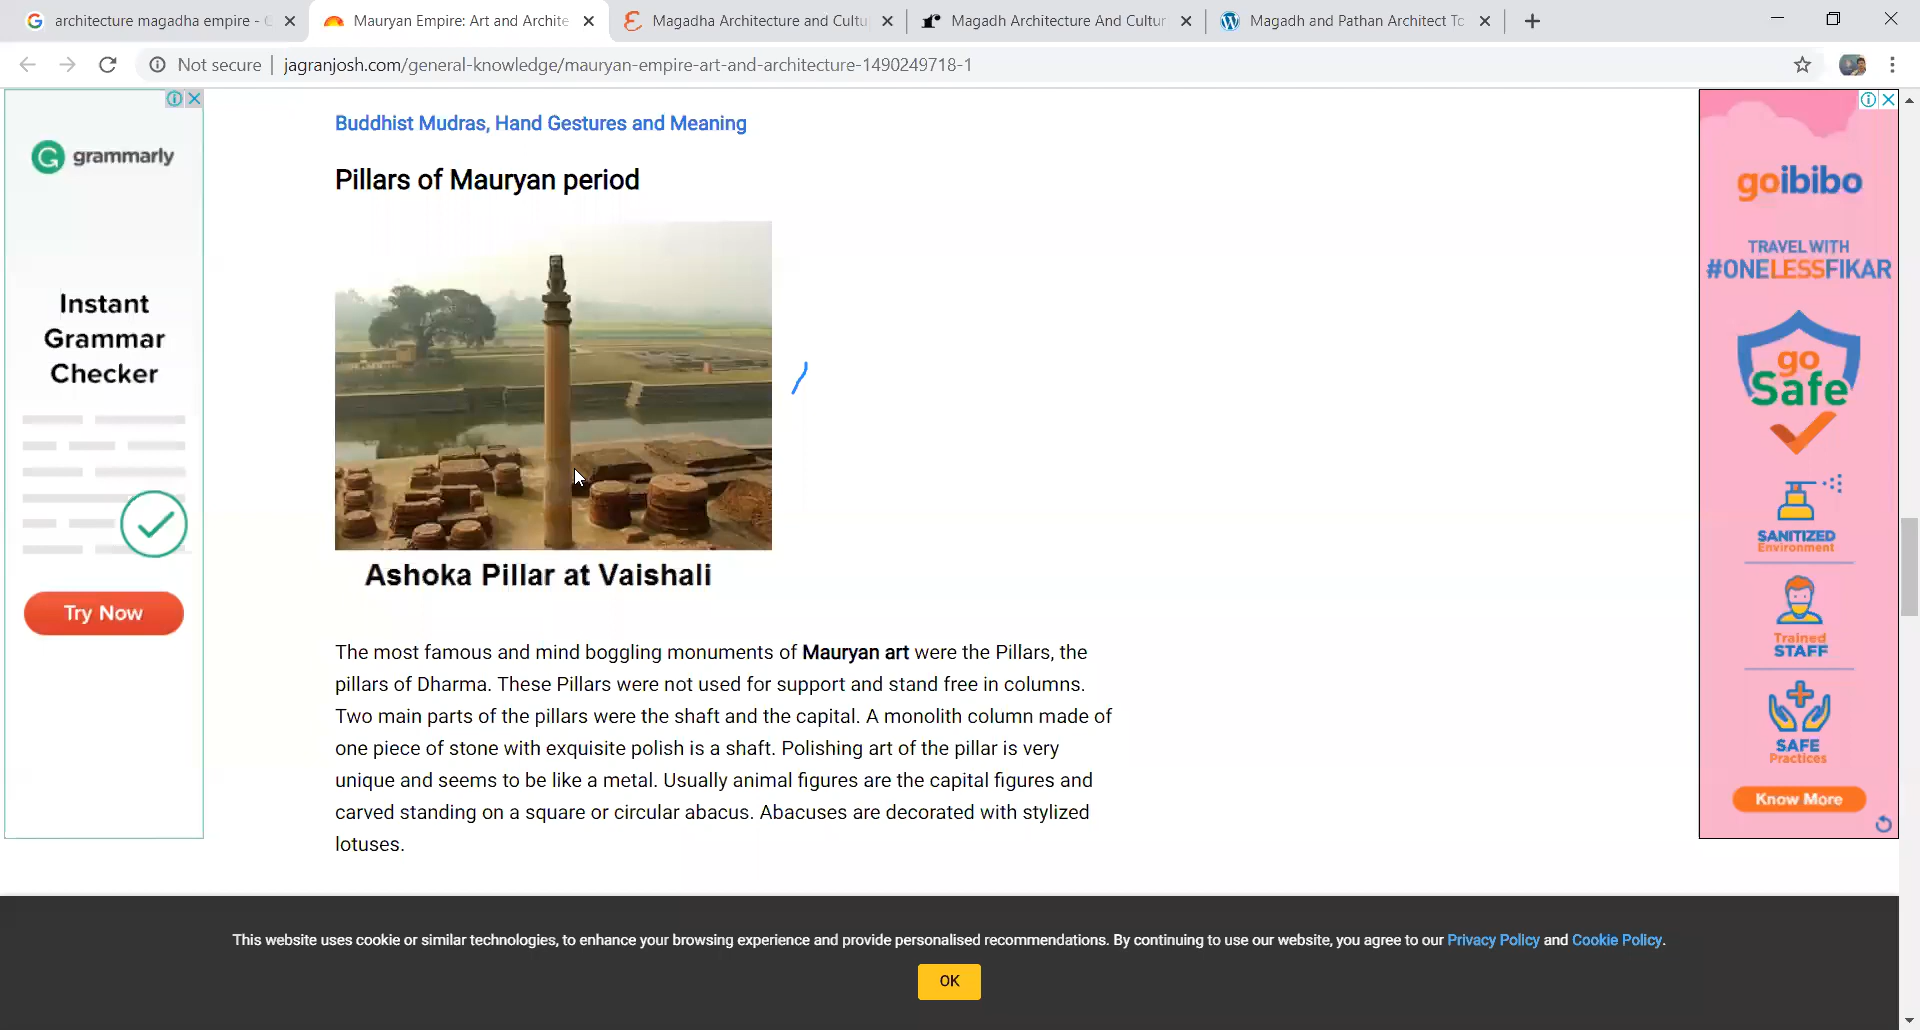 architecture magadha empire - G
Mauryan Empire: Art and Archite
Magadha Architecture and Cultu
Magadh Architecture And Cultur
Magadh and Pathan Architect To
Not secure | jagranjosh.com/general-knowledge/mauryan-empire-art-and-architecture-1490249718-1
grammarly
Instant
Grammar
Checker
Try Now
Buddhist Mudras, Hand Gestures and Meaning
Pillars of Mauryan period
Ashoka Pillar at Vaishali
The most famous and mind boggling monuments of Mauryan art were the Pillars, the
pillars of Dharma. These Pillars were not used for support and stand free in columns.
Two main parts of the pillars were the shaft and the capital. A monolith column made of
one piece of stone with exquisite polish is a shaft. Polishing art of the pillar is very
unique and seems to be like a metal. Usually animal figures are the capital figures and
carved standing on a square or circular abacus. Abacuses are decorated with stylized
lotuses.
goibibo
TRAVEL WITH
#ONELESSFIKAR
go
Safe
SANITIZED
Environment
Trained
STAFF
SAFE
Practices
Know More
This website uses cookie or similar technologies, to enhance your browsing experience and provide personalised recommendations. By continuing to use our website, you agree to our Privacy Policy and Cookie Policy.
OK